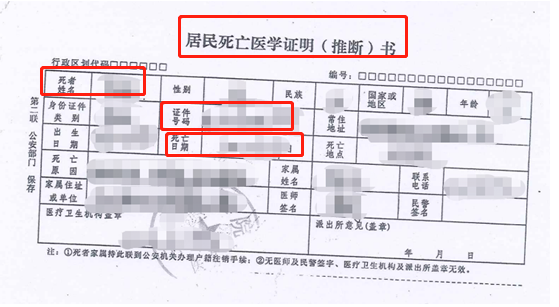 居民死亡医学证明（推断）书
行政区划代码□□□□□□ 编号：□□□□□□□□□□□□□□□□□
死者姓名 性别 民族 国家或地区 年龄
身份证件类别 证件号码 常住地址
出生日期 死亡日期 死亡地点
死亡原因 家属姓名 联系电话
家属住址或单位 医师签名 民警签名
医疗卫生机构盖章 派出所意见(盖章)
年 月 日
第二联 公安部门 保存
注：①死者家属持此联到公安机关办理户籍注销手续；②无医师及民警签字、医疗卫生机构及派出所盖章无效。